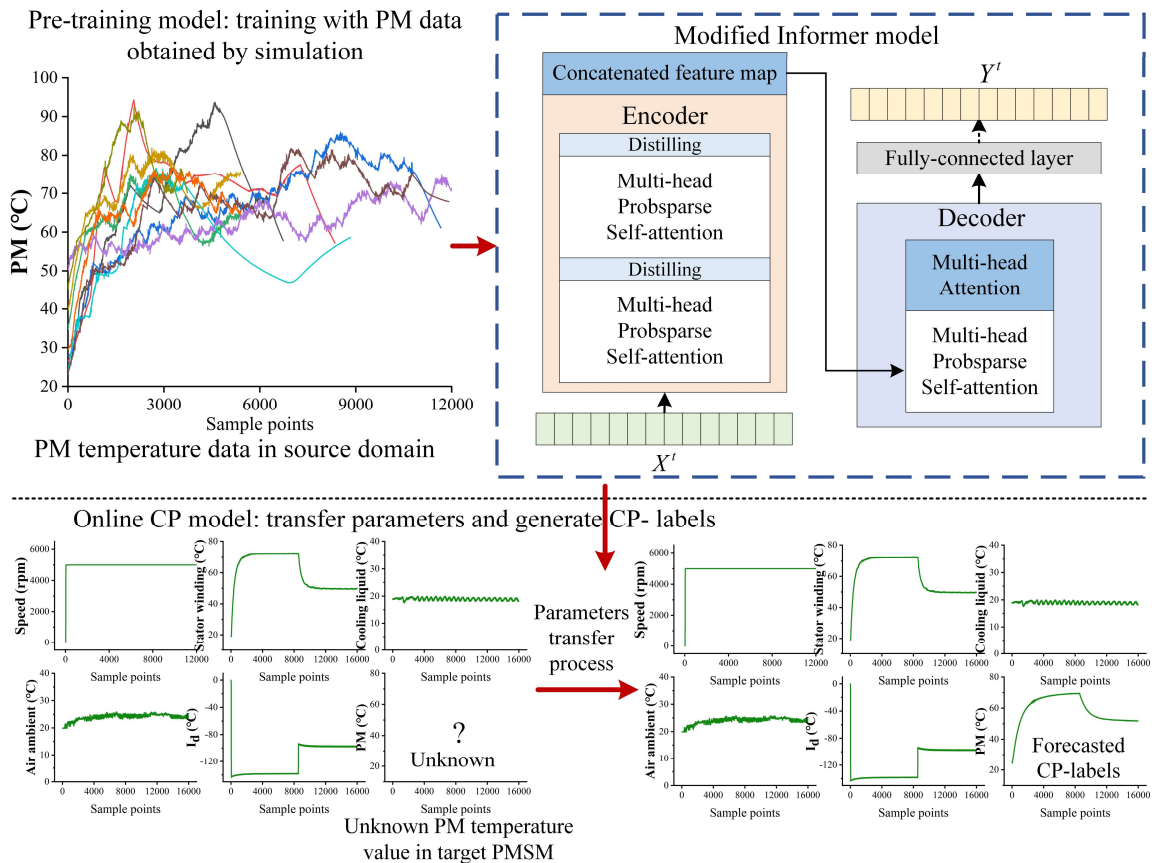 Pre-training model: training with PM data
obtained by simulation
PM (℃)
100
90
80
70
60
50
40
30
20
0
3000
6000
9000
12000
Sample points
PM temperature data in source domain
Modified Informer model
Concatenated feature map
Encoder
Distilling
Multi-head
Probsparse
Self-attention
Distilling
Multi-head
Probsparse
Self-attention
X^t
Y^t
Fully-connected layer
Decoder
Multi-head
Attention
Multi-head
Probsparse
Self-attention
Online CP model: transfer parameters and generate CP- labels
Speed (rpm)
6000
4000
2000
0
0
4000
8000
12000
Sample points
Stator winding (℃)
80
60
40
20
0
4000
8000
12000
16000
Sample points
Cooling liquid (℃)
40
30
20
10
0
0
4000
8000
12000
16000
Sample points
Air ambient (℃)
40
30
20
10
0
0
4000
8000
12000
16000
Sample points
I_d (℃)
0
-40
-80
-120
0
4000
8000
12000
16000
Sample points
PM (℃)
80
60
40
20
?
Unknown
0
4000
8000
12000
16000
Sample points
Unknown PM temperature
value in target PMSM
Parameters
transfer
process
Speed (rpm)
6000
4000
2000
0
0
4000
8000
12000
Sample points
Stator winding (℃)
80
60
40
20
0
4000
8000
12000
16000
Sample points
Cooling liquid (℃)
40
30
20
10
0
0
4000
8000
12000
16000
Sample points
Air ambient (℃)
40
30
20
10
0
0
4000
8000
12000
16000
Sample points
I_d (℃)
0
-40
-80
-120
0
4000
8000
12000
16000
Sample points
PM (℃)
80
60
40
20
Forecasted
CP-labels
0
4000
8000
12000
16000
Sample points